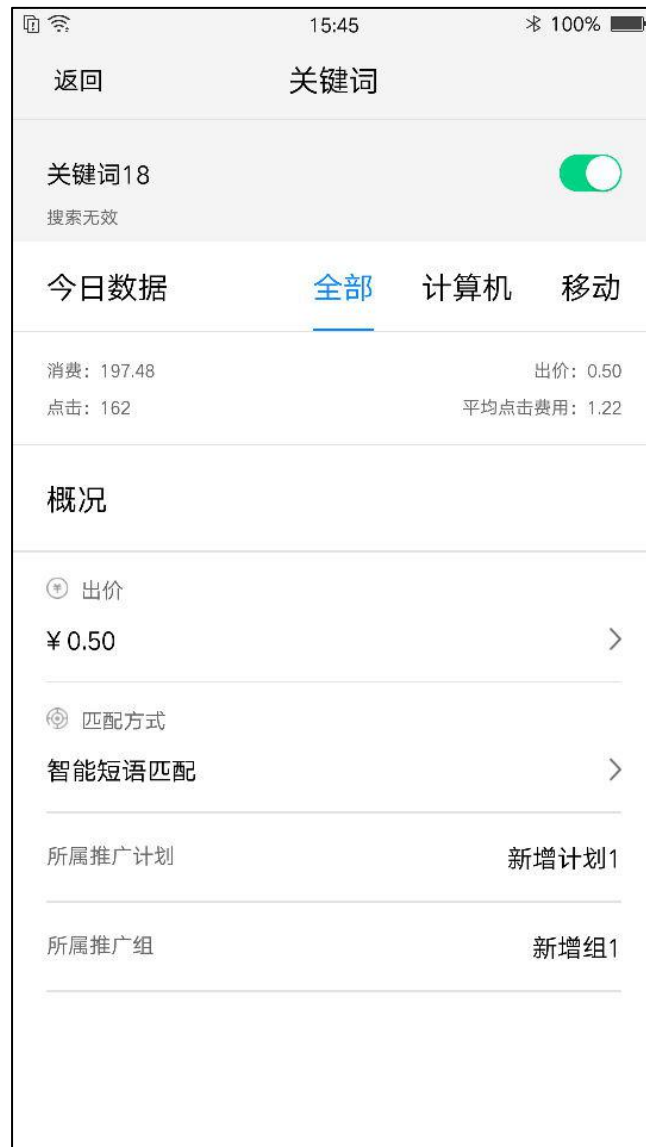 15:45 100%
返回 关键词
关键词18
搜索无效
今日数据 全部 计算机 移动
消费：197.48 出价：0.50
点击：162 平均点击费用：1.22
概况
出价
¥0.50
匹配方式
智能短语匹配
所属推广计划 新增计划1
所属推广组 新增组1